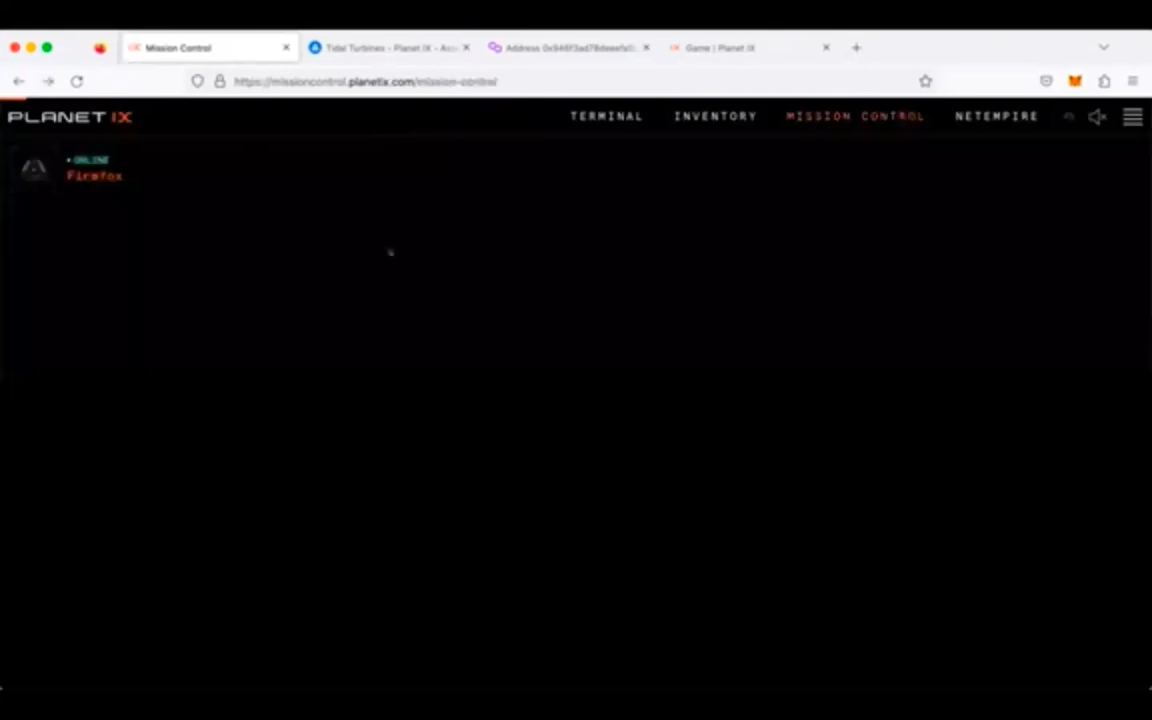 Mission Control
Tidal Turbines - Planet IX -
Address
Game | Planet IX
https://missioncontrol.planetix.com/mission-control
PLANET IX
TERMINAL
INVENTORY
MISSION CONTROL
NETEMPIRE
ONLINE
Firefox